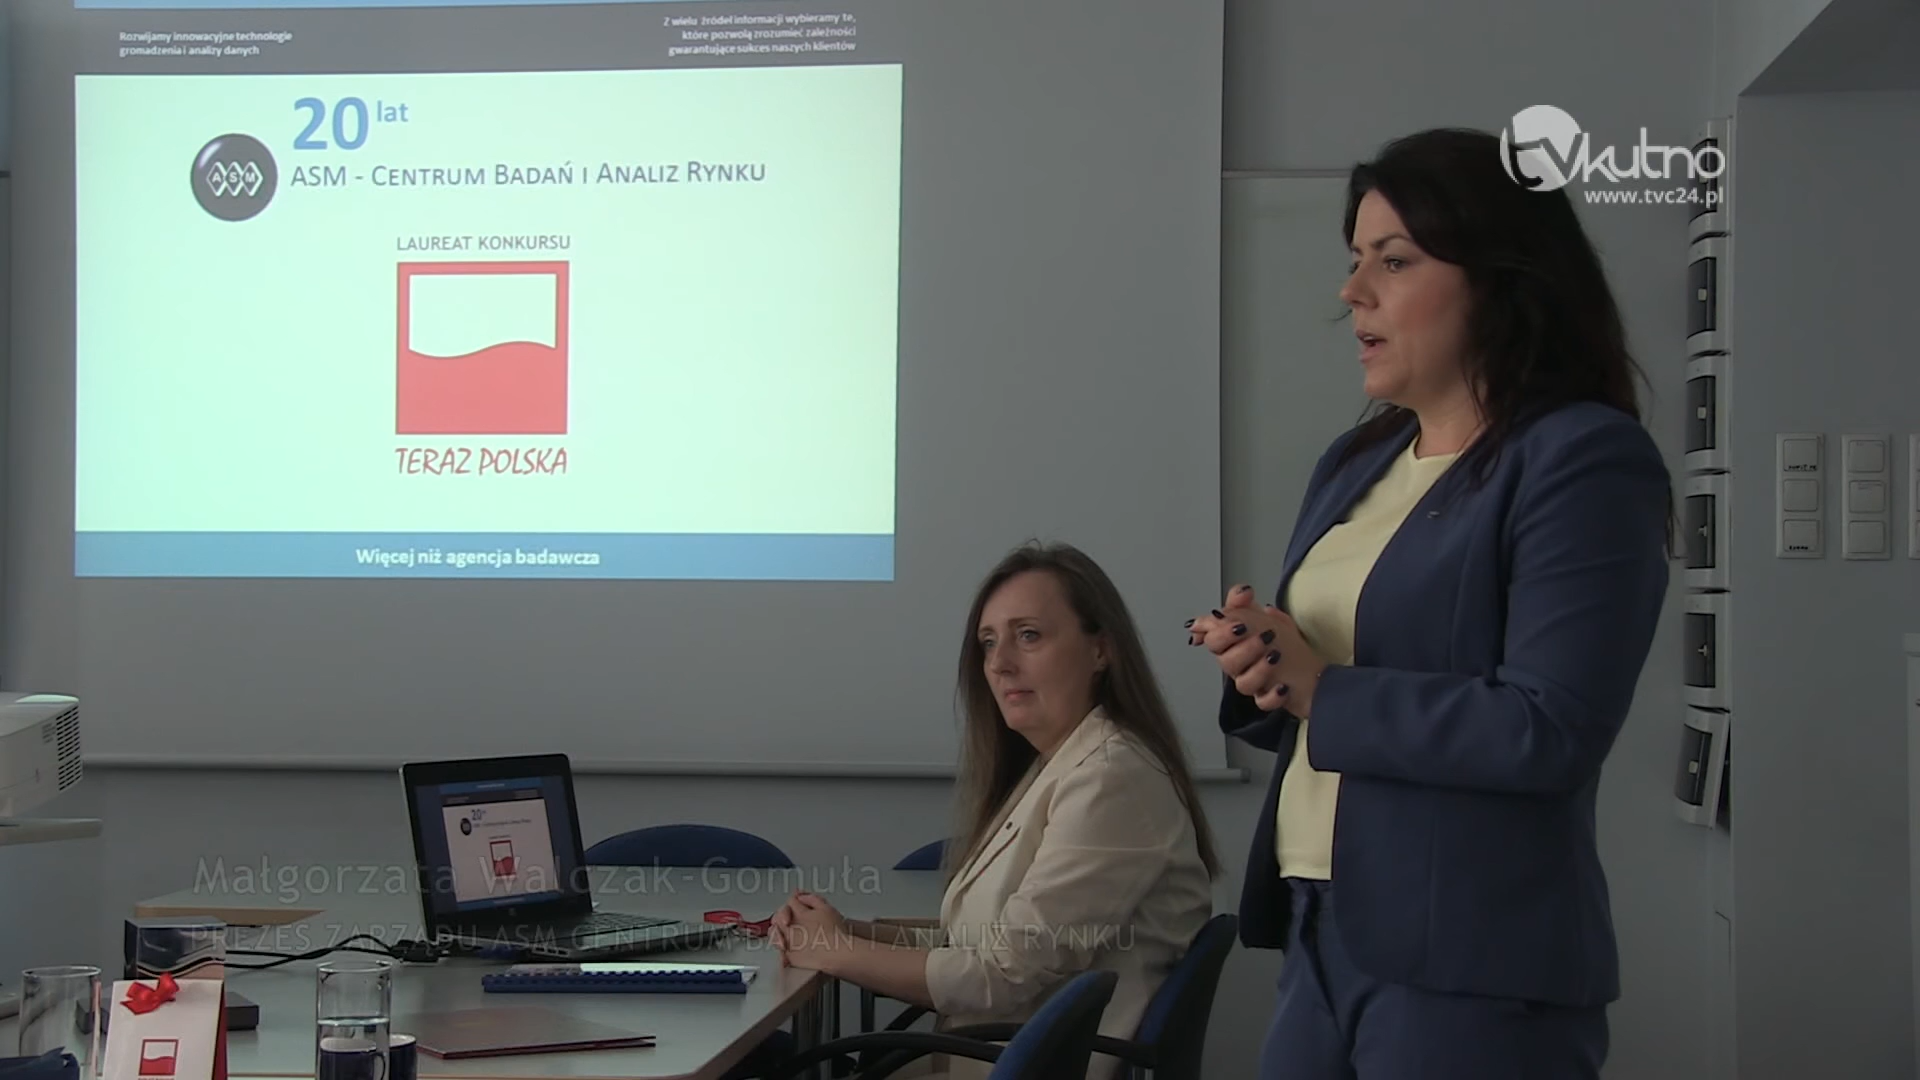 Rozwijamy innowacyjne technologie
gromadzenia i analizy danych
Z wielu źródeł informacji wybieramy te,
które pozwolą zrozumieć zależności
gwarantujące sukces naszych klientów
20 lat
ASM
ASM - CENTRUM BADAŃ I ANALIZ RYNKU
LAUREAT KONKURSU
TERAZ POLSKA
Więcej niż agencja badawcza
tvkutno
www.tvc24.pl
20
Małgorzata Walczak-Gomuła
PREZES ZARZĄDU ASM CENTRUM BADAŃ I ANALIZ RYNKU